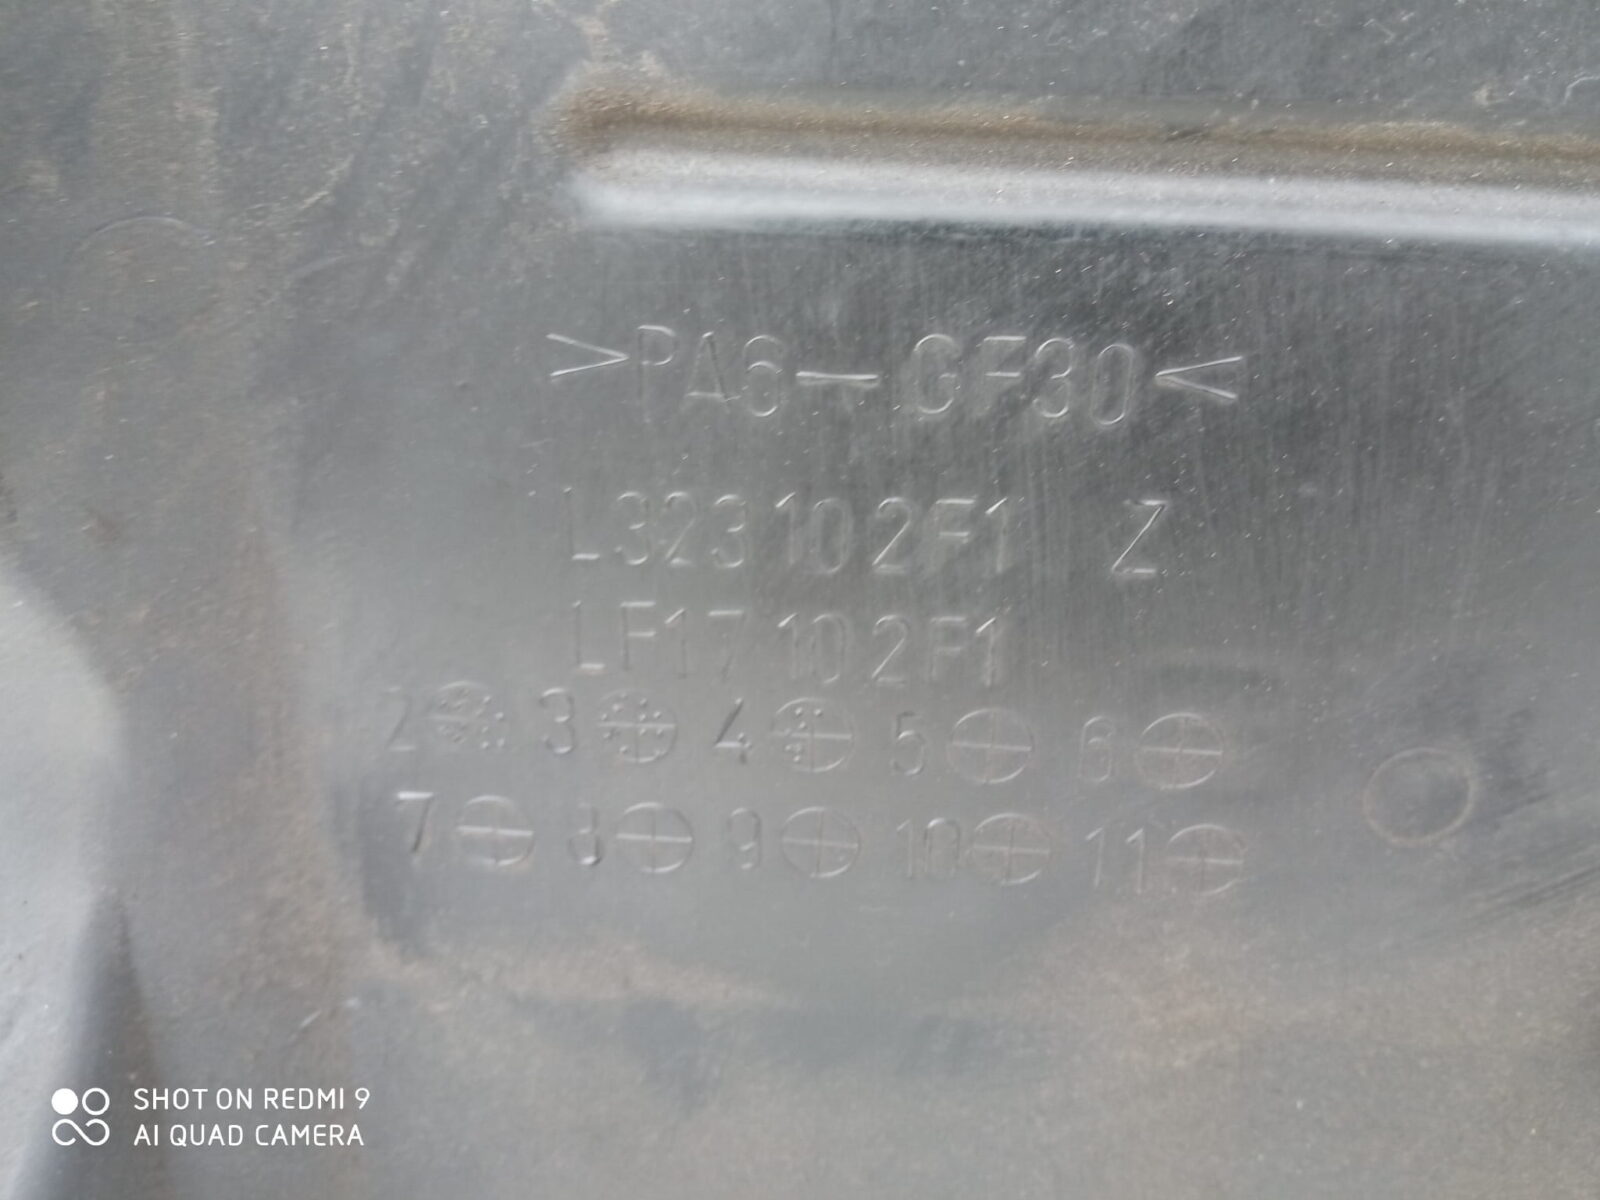 >PA6-GF30<
L323 102F1 Z
LF17 102F1
2 3 4 5 6
7 8 9 10 11
SHOT ON REDMI 9
AI QUAD CAMERA